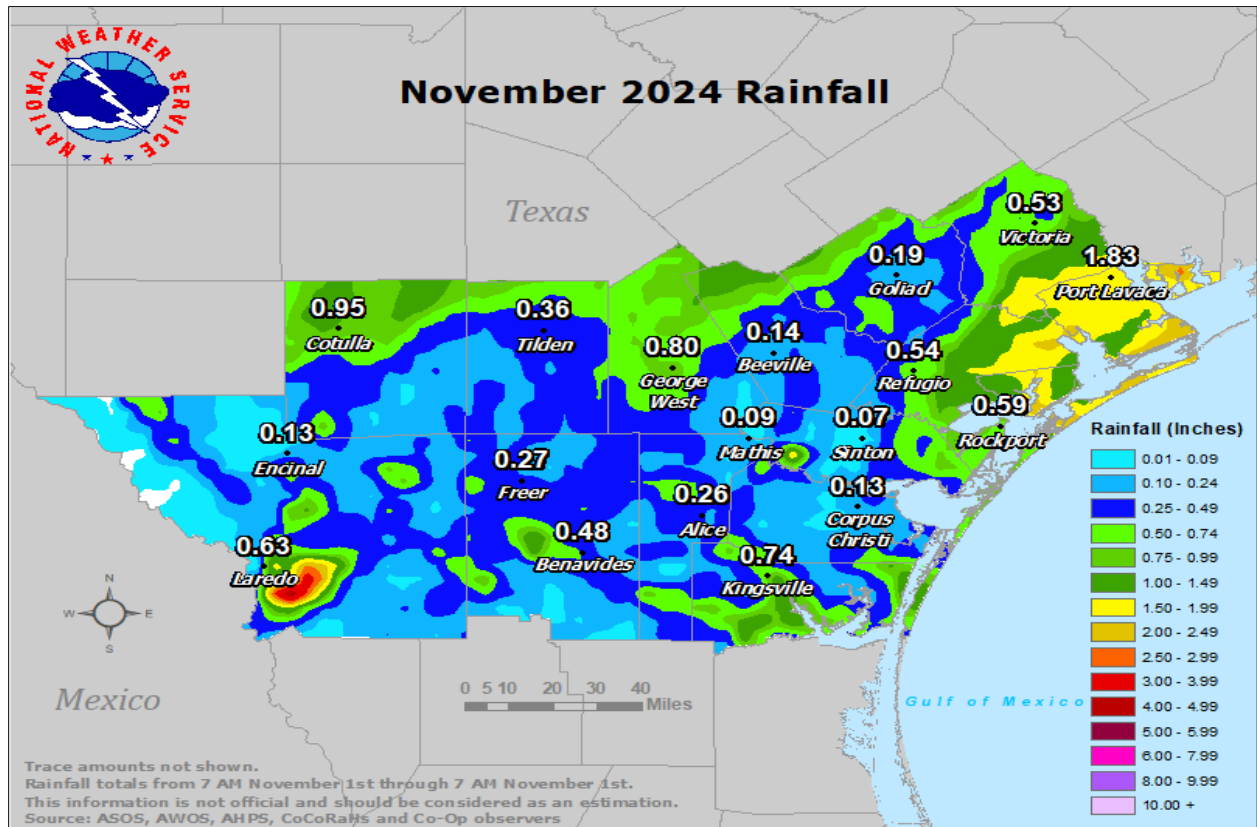 NATIONAL WEATHER SERVICE
November 2024 Rainfall
Texas
0.53
Victoria
0.19
Goliad
1.83
Port Lavaca
0.95
Cotulla
0.36
Tilden
0.80
George
West
0.14
Beeville
0.54
Refugio
0.59
Rockport
0.13
Encinal
0.09
Mathis
0.07
Sinton
0.27
Freer
0.26
Alice
0.13
Corpus
Christi
0.63
Laredo
0.48
Benavides
0.74
Kingsville
Rainfall (Inches)
0.01 - 0.09
0.10 - 0.24
0.25 - 0.49
0.50 - 0.74
0.75 - 0.99
1.00 - 1.49
1.50 - 1.99
2.00 - 2.49
2.50 - 2.99
3.00 - 3.99
4.00 - 4.99
5.00 - 5.99
6.00 - 7.99
8.00 - 9.99
10.00 +
N
W E
S
Mexico
0 5 10 20 30 40
Miles
Gulf of Mexico
Trace amounts not shown.
Rainfall totals from 7 AM November 1st through 7 AM November 1st.
This information is not official and should be considered as an estimation.
Source: ASOS, AWOS, AHPS, CoCoRaHs and Co-Op observers